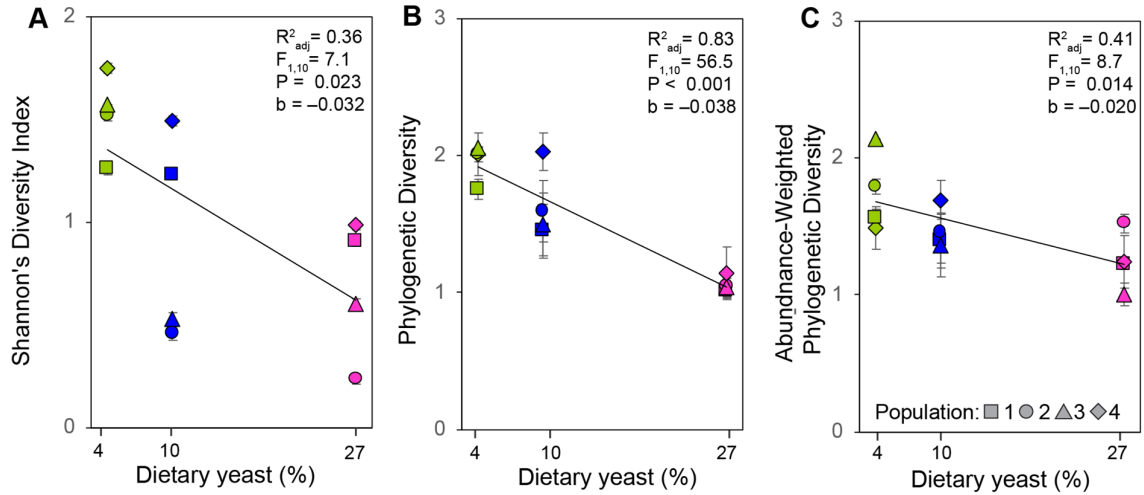 A
2
1
0
Shannon's Diversity Index
R²adj = 0.36
F1,10 = 7.1
P = 0.023
b = –0.032
4 10 27
Dietary yeast (%)
B
3
2
1
0
Phylogenetic Diversity
R²adj = 0.83
F1,10 = 56.5
P < 0.001
b = –0.038
4 10 27
Dietary yeast (%)
C
3
2
1
0
Abundnance-Weighted
Phylogenetic Diversity
R²adj = 0.41
F1,10 = 8.7
P = 0.014
b = –0.020
Population: 1 2 3 4
4 10 27
Dietary yeast (%)